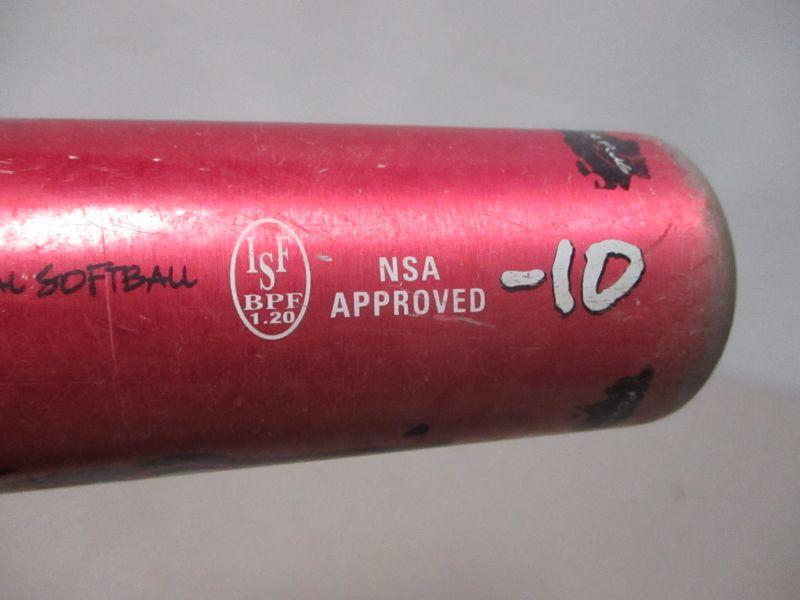 SOFTBALL
ISF
BPF
1.20
NSA
APPROVED
-10